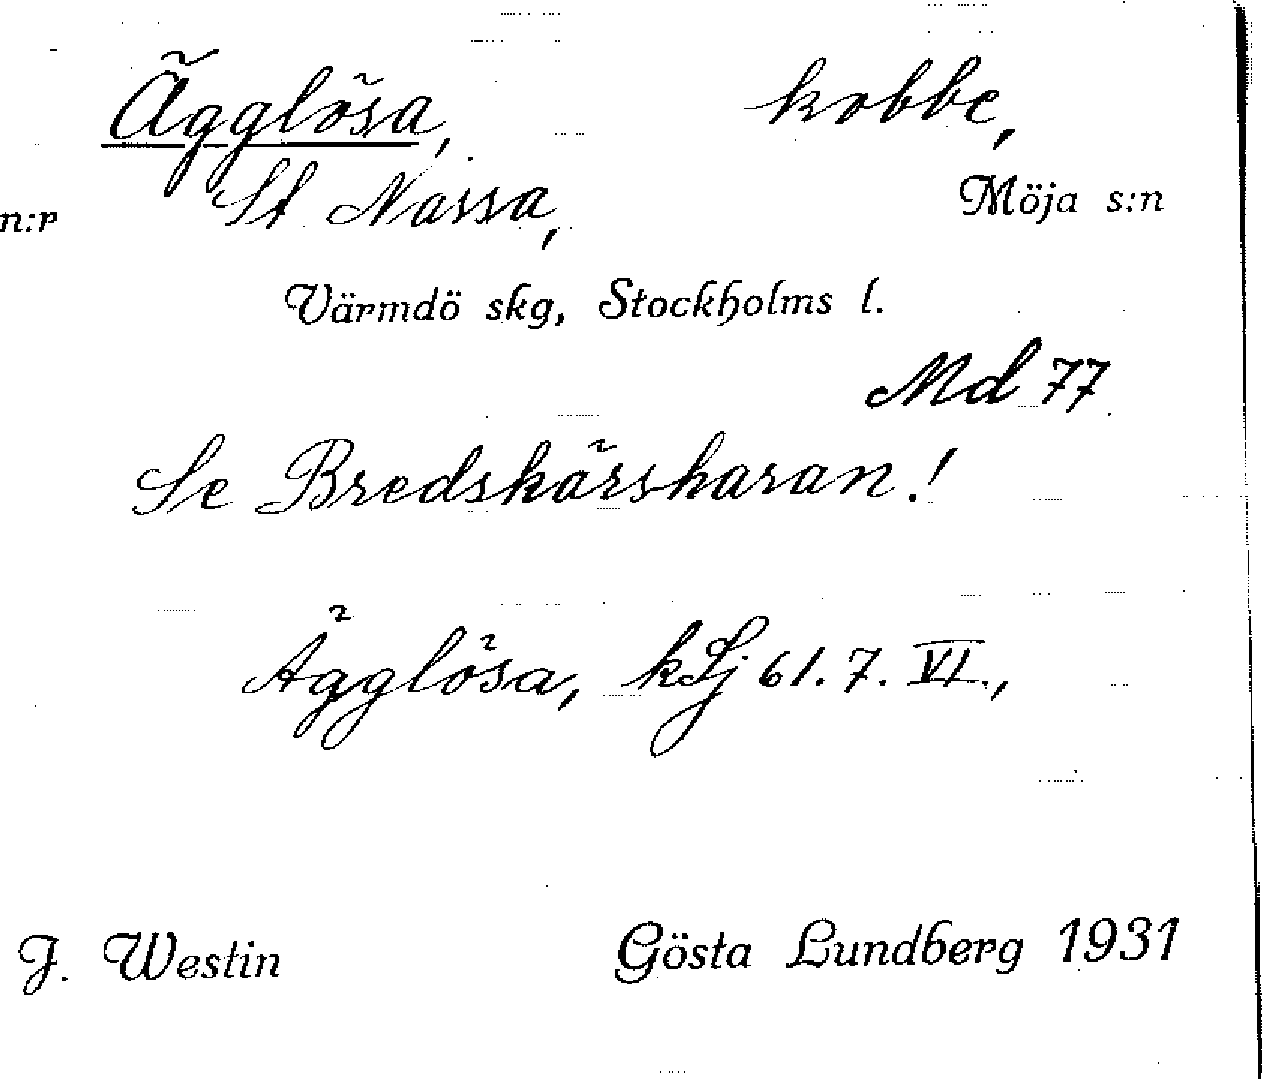 Ägglösa, kobbe,
n:r St Nassa, Möja s:n
Värmdö skg, Stockholms l.
Md 77
Se Bredskärsharan!
Ägglösa, kLj 61. 7. VI.,
J. Westin Gösta Lundberg 1931